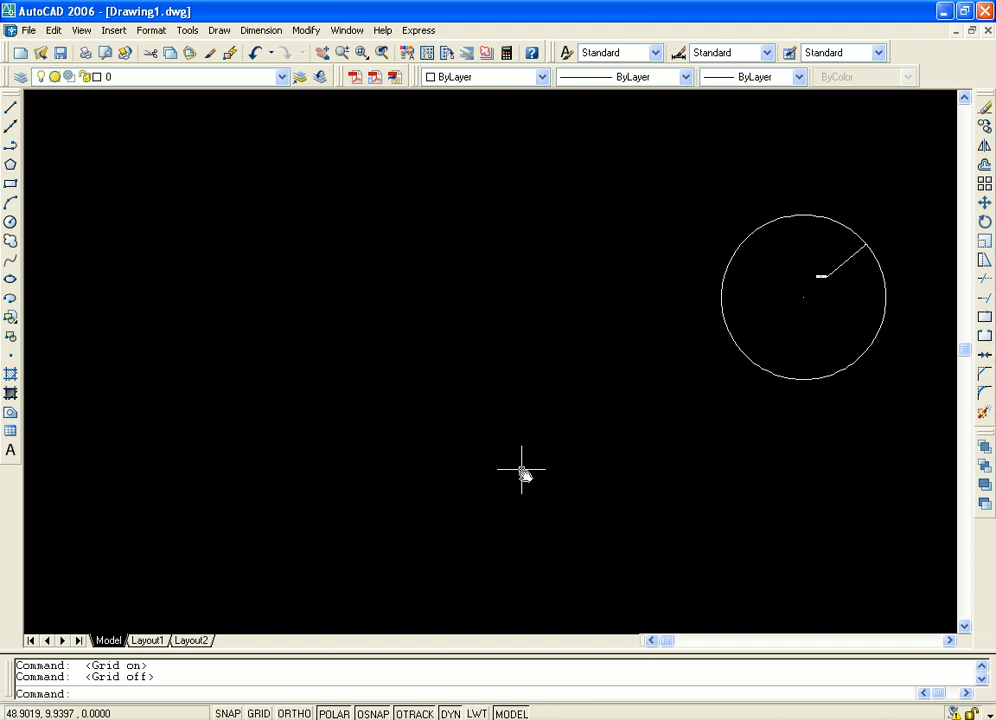 AutoCAD 2006 - [Drawing1.dwg]
File Edit View Insert Format Tools Draw Dimension Modify Window Help Express
Standard Standard Standard
0 ByLayer ByLayer ByLayer ByColor
A
Model Layout1 Layout2
Command: <Grid on>
Command: <Grid off>
Command:
48.9019, 9.9397 , 0.0000 SNAP GRID ORTHO POLAR OSNAP OTRACK DYN LWT MODEL